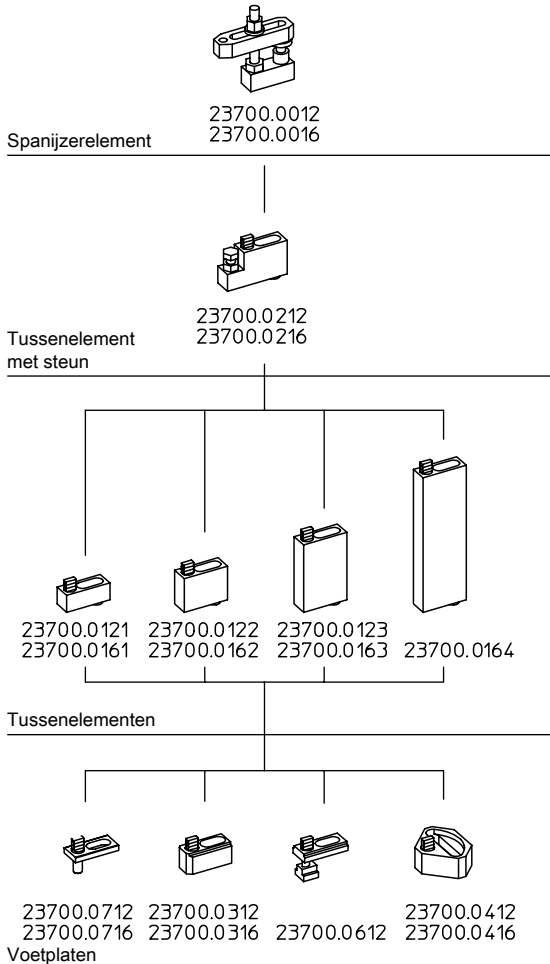 23700.0012
23700.0016
Spanijzerelement
23700.0212
23700.0216
Tussenelement
met steun
23700.0121 23700.0122 23700.0123
23700.0161 23700.0162 23700.0163 23700.0164
Tussenelementen
23700.0712 23700.0312 23700.0412
23700.0716 23700.0316 23700.0612 23700.0416
Voetplaten